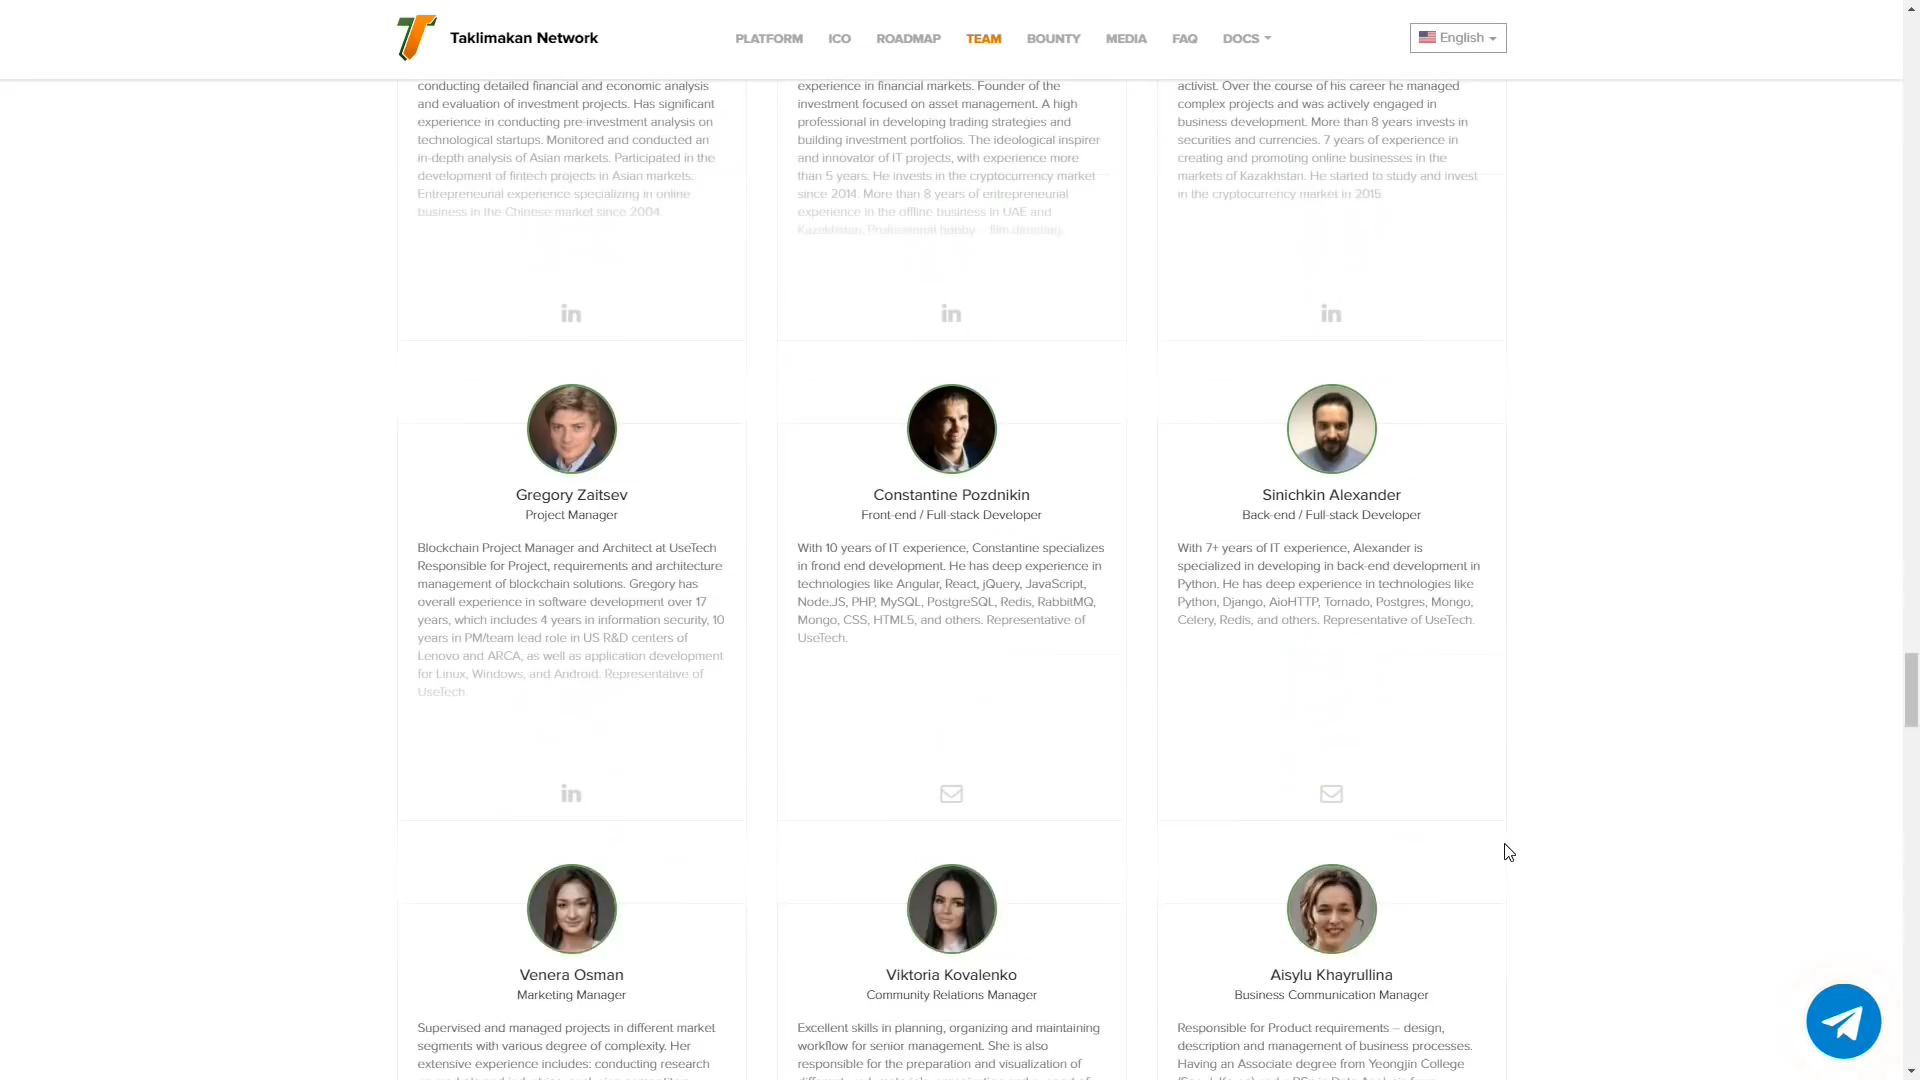 Taklimakan Network
PLATFORM ICO ROADMAP TEAM BOUNTY MEDIA FAQ DOCS
English
conducting detailed financial and economic analysis
and evaluation of investment projects. Has significant
experience in conducting pre-investment analysis on
technological startups. Monitored and conducted an
in-depth analysis of Asian markets. Participated in the
development of fintech projects in Asian markets.
Entrepreneurial experience specializing in online
business in the Chinese market since 2004.
experience in financial markets. Founder of the
investment focused on asset management. A high
professional in developing trading strategies and
building investment portfolios. The ideological inspirer
and innovator of IT projects, with experience more
than 5 years. He invests in the cryptocurrency market
since 2014. More than 8 years of entrepreneurial
experience in the offline business in UAE and
Kazakhstan. Professional hobby – film directing.
activist. Over the course of his career he managed
complex projects and was actively engaged in
business development. More than 8 years invests in
securities and currencies. 7 years of experience in
creating and promoting online businesses in the
markets of Kazakhstan. He started to study and invest
in the cryptocurrency market in 2015.
in
in
in
Gregory Zaitsev
Project Manager
Blockchain Project Manager and Architect at UseTech
Responsible for Project, requirements and architecture
management of blockchain solutions. Gregory has
overall experience in software development over 17
years, which includes 4 years in information security, 10
years in PM/team lead role in US R&D centers of
Lenovo and ARCA, as well as application development
for Linux, Windows, and Android. Representative of
UseTech.
in
Constantine Pozdnikin
Front-end / Full-stack Developer
With 10 years of IT experience, Constantine specializes
in frond end development. He has deep experience in
technologies like Angular, React, jQuery, JavaScript,
Node.JS, PHP, MySQL, PostgreSQL, Redis, RabbitMQ,
Mongo, CSS, HTML5, and others. Representative of
UseTech.
Sinichkin Alexander
Back-end / Full-stack Developer
With 7+ years of IT experience, Alexander is
specialized in developing in back-end development in
Python. He has deep experience in technologies like
Python, Django, AioHTTP, Tornado, Postgres, Mongo,
Celery, Redis, and others. Representative of UseTech.
Venera Osman
Marketing Manager
Supervised and managed projects in different market
segments with various degree of complexity. Her
extensive experience includes: conducting research
Viktoria Kovalenko
Community Relations Manager
Excellent skills in planning, organizing and maintaining
workflow for senior management. She is also
responsible for the preparation and visualization of
Aisylu Khayrullina
Business Communication Manager
Responsible for Product requirements – design,
description and management of business processes.
Having an Associate degree from Yeongjin College